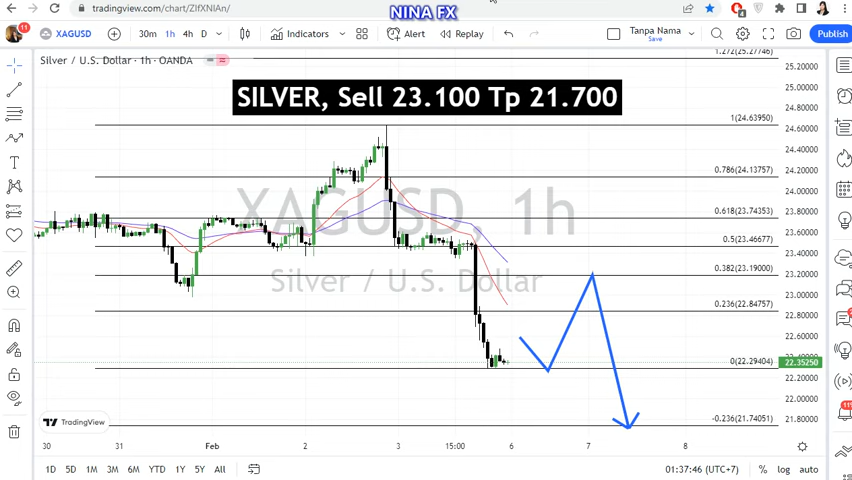 tradingview.com/chart/ZIfXNIAn/
NINA FX
11
XAGUSD
30m
1h
4h
D
Indicators
Alert
Replay
Tanpa Nama
Save
Publish
Silver / U.S. Dollar · 1h · OANDA
SILVER, Sell 23.100 Tp 21.700
XAGUSD, 1h
Silver / U.S. Dollar
1.272(25.27746)
1(24.63950)
0.786(24.13757)
0.618(23.74353)
0.5(23.46677)
0.382(23.19000)
0.236(22.84757)
0(22.29404)
-0.236(21.74051)
25.20000
25.00000
24.80000
24.60000
24.40000
24.20000
24.00000
23.80000
23.60000
23.40000
23.20000
23.00000
22.80000
22.60000
22.35250
22.20000
22.00000
21.80000
TradingView
30
31
Feb
2
3
15:00
6
7
8
1D
5D
1M
3M
6M
YTD
1Y
5Y
All
01:37:46 (UTC+7)
%
log
auto